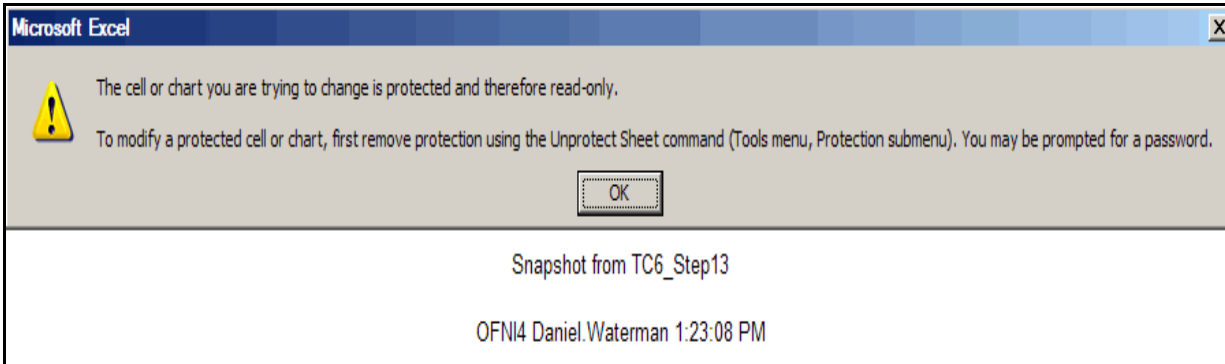 Microsoft Excel
X
The cell or chart you are trying to change is protected and therefore read-only.
To modify a protected cell or chart, first remove protection using the Unprotect Sheet command (Tools menu, Protection submenu). You may be prompted for a password.
OK
Snapshot from TC6_Step13
OFNI4 Daniel.Waterman 1:23:08 PM